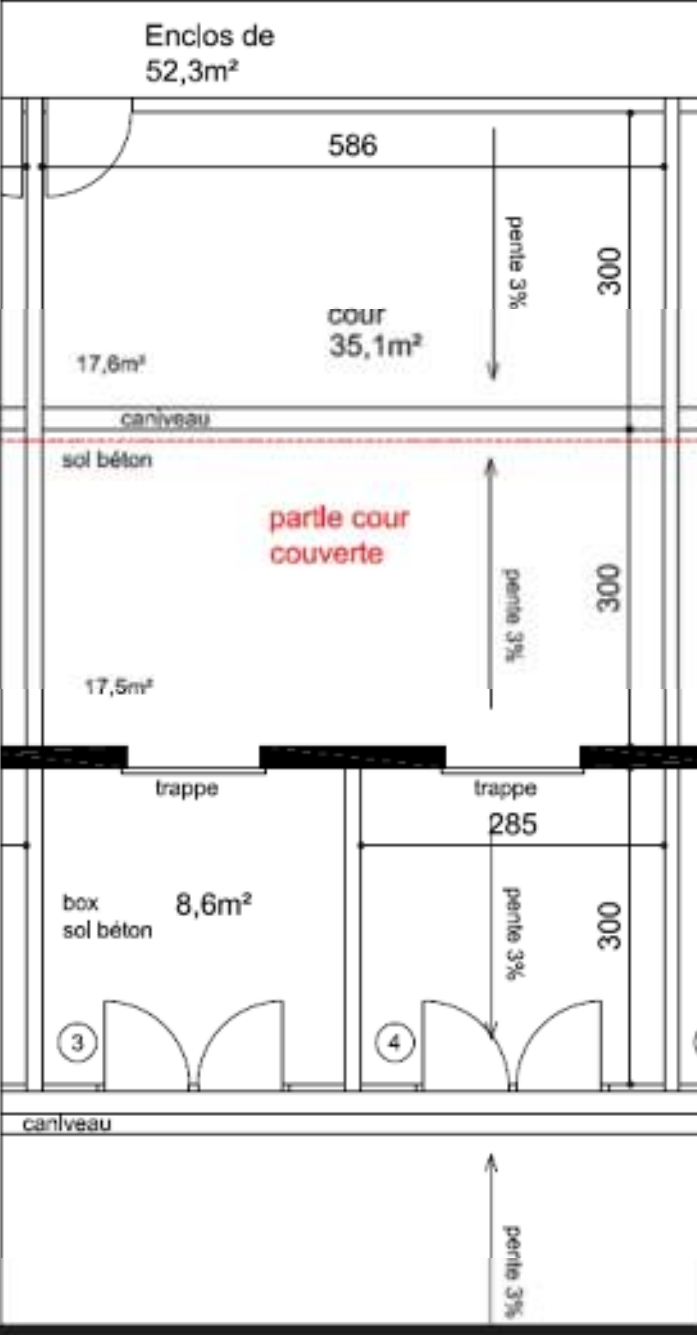 Enclos de
52,3m²
586
pente 3%
300
cour
35,1m²
17,6m²
caniveau
sol béton
partie cour
couverte
pente 3%
300
17,5m²
trappe
trappe
285
box
sol béton
8,6m²
pente 3%
300
3
4
caniveau
pente 3%